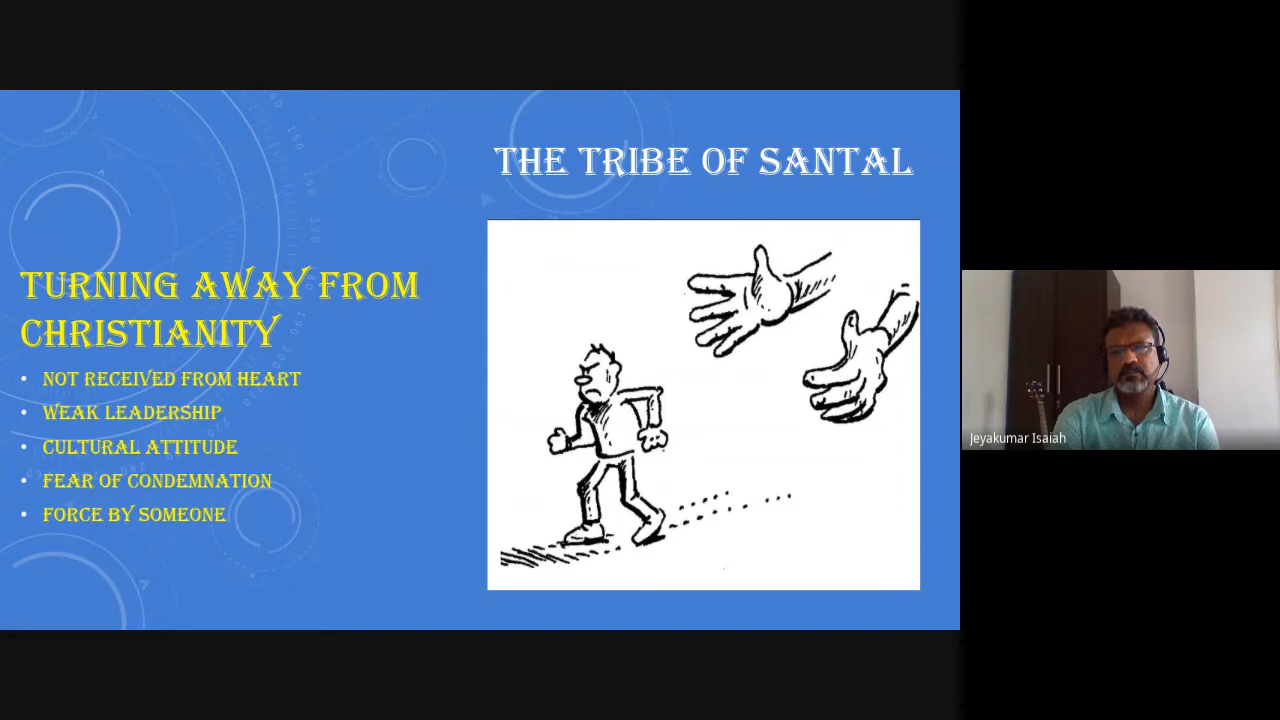 THE TRIBE OF SANTAL
TURNING AWAY FROM
CHRISTIANITY
• NOT RECEIVED FROM HEART
• WEAK LEADERSHIP
• CULTURAL ATTITUDE
• FEAR OF CONDEMNATION
• FORCE BY SOMEONE
Jeyakumar Isaiah